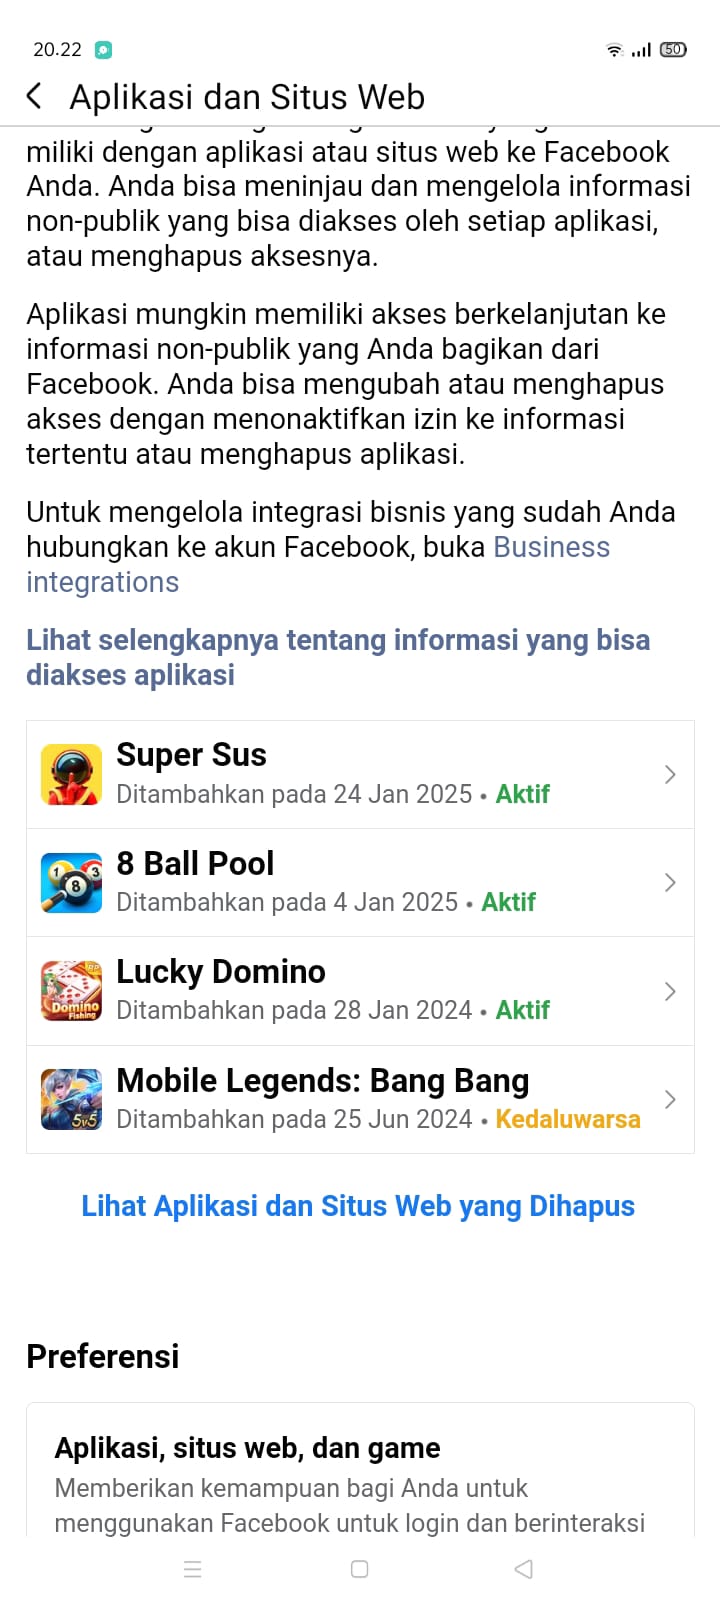 20.22
50
Aplikasi dan Situs Web
miliki dengan aplikasi atau situs web ke Facebook
Anda. Anda bisa meninjau dan mengelola informasi
non-publik yang bisa diakses oleh setiap aplikasi,
atau menghapus aksesnya.
Aplikasi mungkin memiliki akses berkelanjutan ke
informasi non-publik yang Anda bagikan dari
Facebook. Anda bisa mengubah atau menghapus
akses dengan menonaktifkan izin ke informasi
tertentu atau menghapus aplikasi.
Untuk mengelola integrasi bisnis yang sudah Anda
hubungkan ke akun Facebook, buka Business
integrations
Lihat selengkapnya tentang informasi yang bisa
diakses aplikasi
Super Sus
Ditambahkan pada 24 Jan 2025 • Aktif
1 3
8
8 Ball Pool
Ditambahkan pada 4 Jan 2025 • Aktif
RP
Domino
Fishing
Lucky Domino
Ditambahkan pada 28 Jan 2024 • Aktif
5v5
Mobile Legends: Bang Bang
Ditambahkan pada 25 Jun 2024 • Kedaluwarsa
Lihat Aplikasi dan Situs Web yang Dihapus
Preferensi
Aplikasi, situs web, dan game
Memberikan kemampuan bagi Anda untuk
menggunakan Facebook untuk login dan berinteraksi